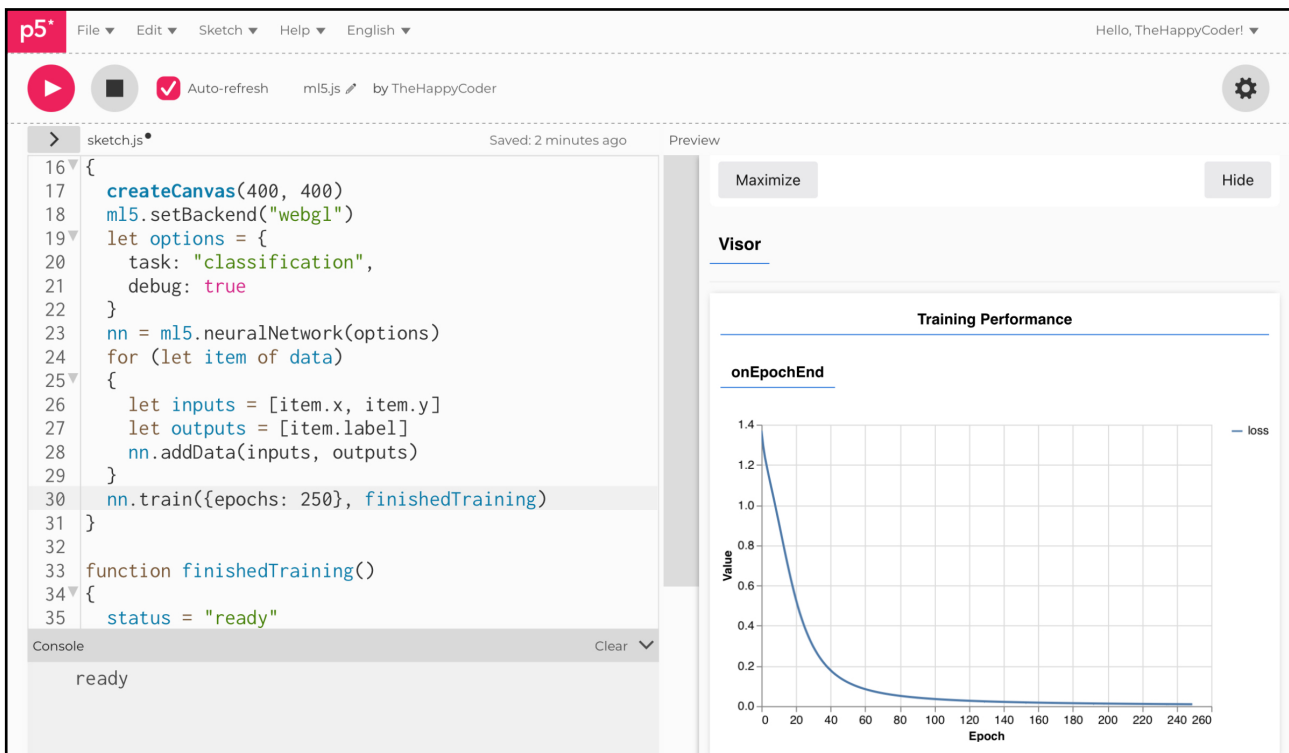 p5*
File Edit Sketch Help English
Hello, TheHappyCoder!
Auto-refresh ml5.js by TheHappyCoder
sketch.js
Saved: 2 minutes ago
Preview
16 {
17 createCanvas(400, 400)
18 ml5.setBackend("webgl")
19 let options = {
20 task: "classification",
21 debug: true
22 }
23 nn = ml5.neuralNetwork(options)
24 for (let item of data)
25 {
26 let inputs = [item.x, item.y]
27 let outputs = [item.label]
28 nn.addData(inputs, outputs)
29 }
30 nn.train({epochs: 250}, finishedTraining)
31 }
32
33 function finishedTraining()
34 {
35 status = "ready"
Console
Clear
ready
Maximize
Hide
Visor
Training Performance
onEpochEnd
1.4
1.2
1.0
0.8
0.6
0.4
0.2
0.0
Value
0 20 40 60 80 100 120 140 160 180 200 220 240 260
Epoch
loss